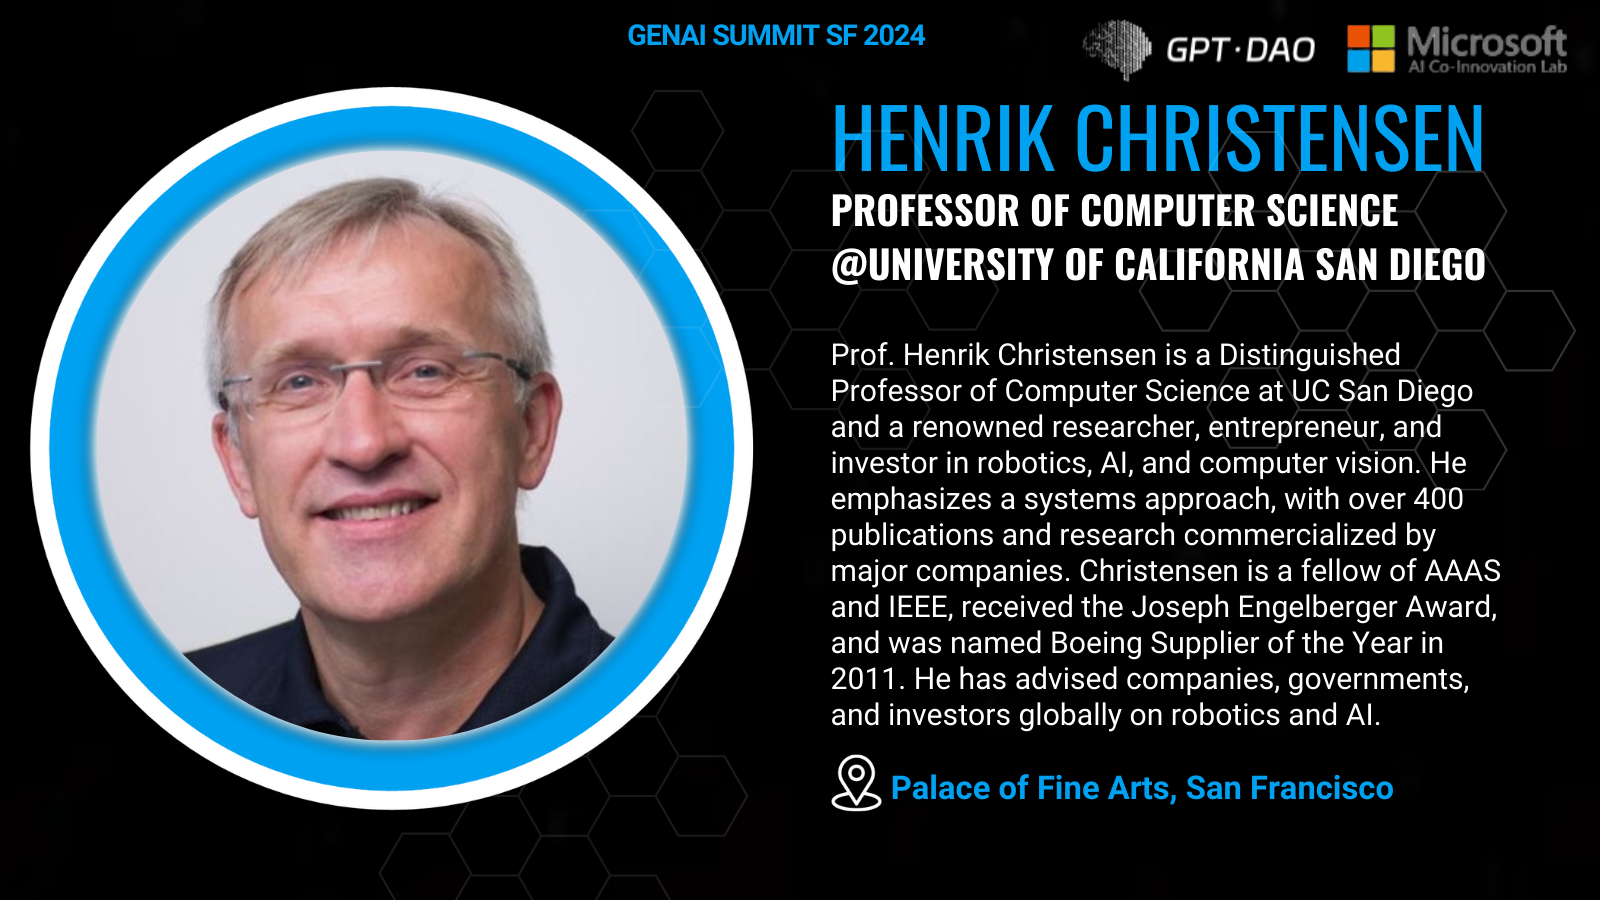 GENAI SUMMIT SF 2024
GPT·DAO
Microsoft
AI Co-Innovation Lab
HENRIK CHRISTENSEN
PROFESSOR OF COMPUTER SCIENCE
@UNIVERSITY OF CALIFORNIA SAN DIEGO
Prof. Henrik Christensen is a Distinguished
Professor of Computer Science at UC San Diego
and a renowned researcher, entrepreneur, and
investor in robotics, AI, and computer vision. He
emphasizes a systems approach, with over 400
publications and research commercialized by
major companies. Christensen is a fellow of AAAS
and IEEE, received the Joseph Engelberger Award,
and was named Boeing Supplier of the Year in
2011. He has advised companies, governments,
and investors globally on robotics and AI.
Palace of Fine Arts, San Francisco